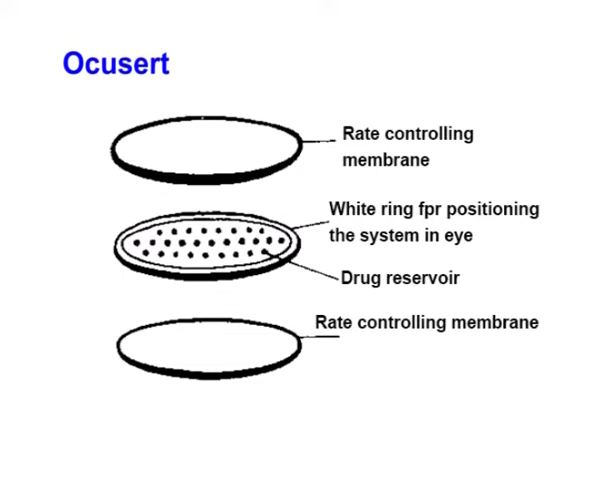 Ocusert
Rate controlling
membrane
White ring fpr positioning
the system in eye
Drug reservoir
Rate controlling membrane